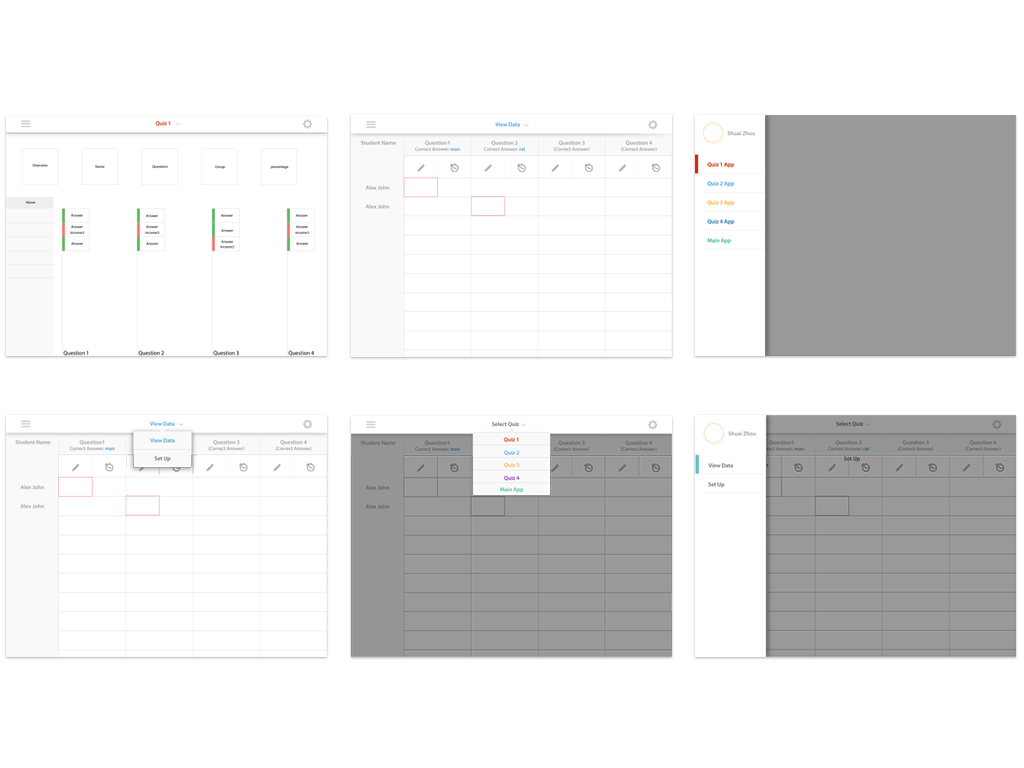 Quiz 1
Overview
Name
Questions
Group
percentage
Name
Answer
Answer
Answer
Answer
Answer
incorrect
Answer
incorrect
Answer
Answer
incorrect
Answer
Answer
Answer
incorrect
Answer
Question 1
Question 2
Question 3
Question 4
View Data
Student Name
Question1
Question 2
Question 3
Question 4
Correct Answer: man
Correct Answer: rat
(Correct Answer)
(Correct Answer)
Alex John
Alex John
Shuai Zhou
Quiz 1 App
Quiz 2 App
Quiz 3 App
Quiz 4 App
Main App
View Data
Student Name
Question1
Question 3
Question 4
Correct Answer: man
(Correct Answer)
(Correct Answer)
View Data
Set Up
Alex John
Alex John
Select Quiz
Student Name
Question1
Question 3
Question 4
Correct Answer: man
(Correct Answer)
(Correct Answer)
Quiz 1
Quiz 2
Quiz 3
Quiz 4
Main App
Alex John
Alex John
Select Quiz
Shuai Zhou
Question1
Question 2
Question 3
Question 4
Correct Answer: man
Correct Answer: rat
(Correct Answer)
(Correct Answer)
Set Up
View Data
Set Up